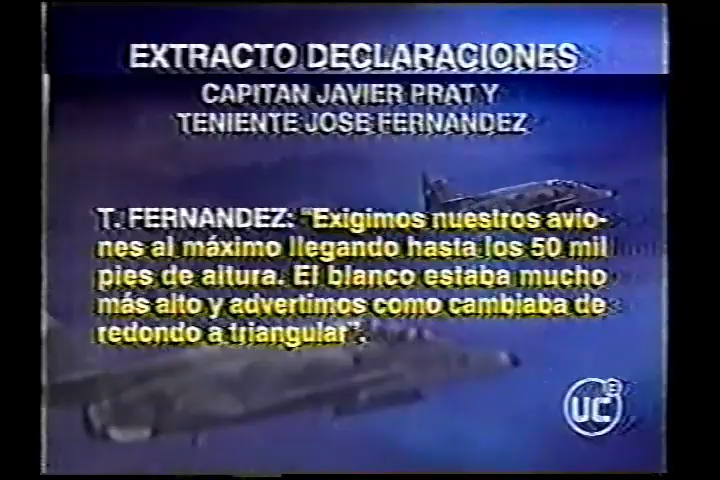 EXTRACTO DECLARACIONES
CAPITAN JAVIER PRAT Y
TENIENTE JOSE FERNANDEZ
T. FERNANDEZ: "Exigimos nuestros avio-
nes al máximo llegando hasta los 50 mil
pies de altura. El blanco estaba mucho
más alto y advertimos como cambiaba de
redondo a triangular".
UC